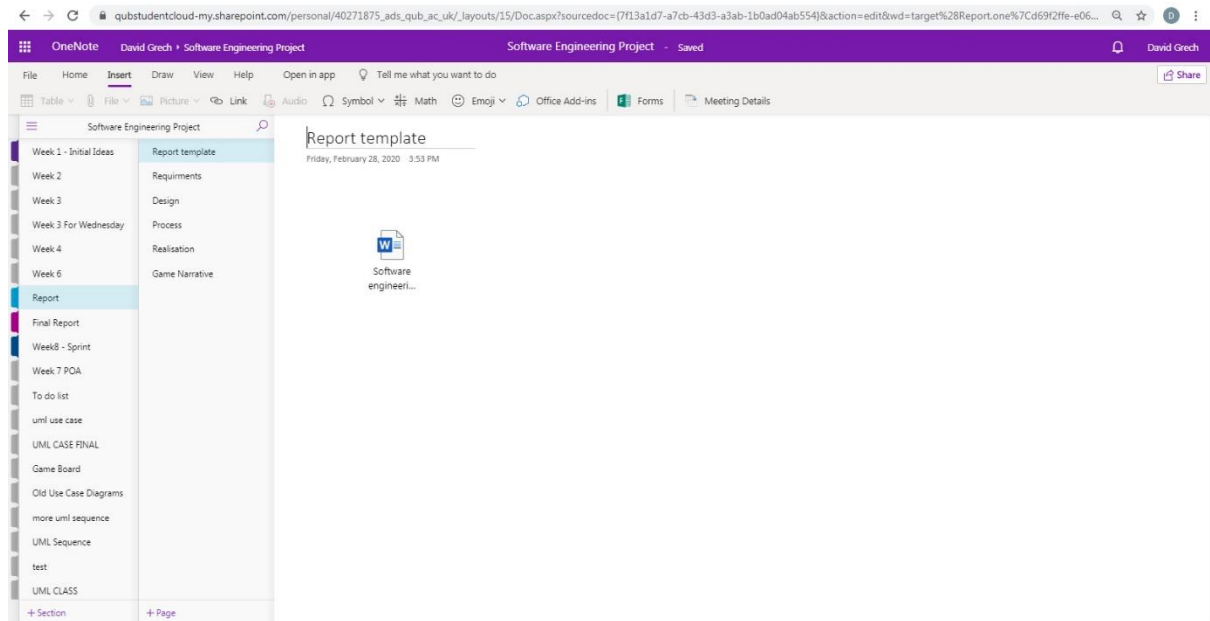 qubstudentcloud-my.sharepoint.com/personal/40271875_ads_qub_ac_uk/_layouts/15/Doc.aspx?sourcedoc={7f13a1d7-a7cb-43d3-a3ab-1b0ad04ab554}&action=edit&wd=target%28Report.one%7Cd69f2ffe-e06... D
OneNote David Grech › Software Engineering Project Software Engineering Project - Saved David Grech
File Home Insert Draw View Help Open in app Tell me what you want to do Share
Table File Picture Link Audio Symbol Math Emoji Office Add-ins Forms Meeting Details
Software Engineering Project
Week 1 - Initial Ideas
Week 2
Week 3
Week 3 For Wednesday
Week 4
Week 6
Report
Final Report
Week8 - Sprint
Week 7 POA
To do list
uml use case
UML CASE FINAL
Game Board
Old Use Case Diagrams
more uml sequence
UML Sequence
test
UML CLASS
+ Section
Report template
Requirments
Design
Process
Realisation
Game Narrative
+ Page
Report template
Friday, February 28, 2020 3:53 PM
W
Software
engineeri...